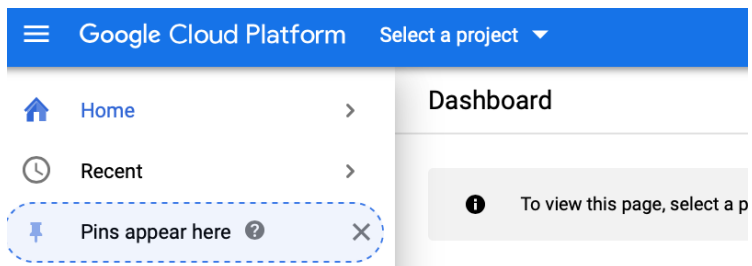 Google Cloud Platform Select a project
Home
Dashboard
Recent
To view this page, select a
Pins appear here